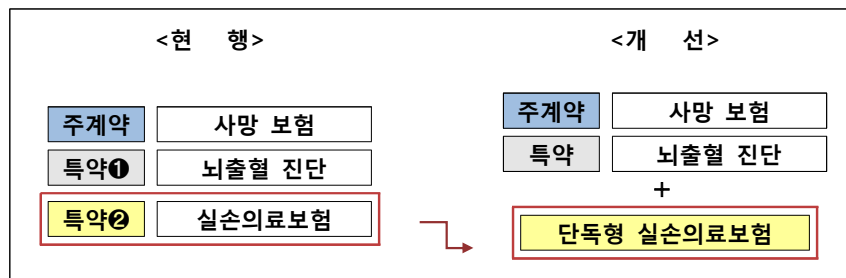 <현 행>
주계약 사망 보험
특약❶ 뇌출혈 진단
특약❷ 실손의료보험
<개 선>
주계약 사망 보험
특약 뇌출혈 진단
+
단독형 실손의료보험